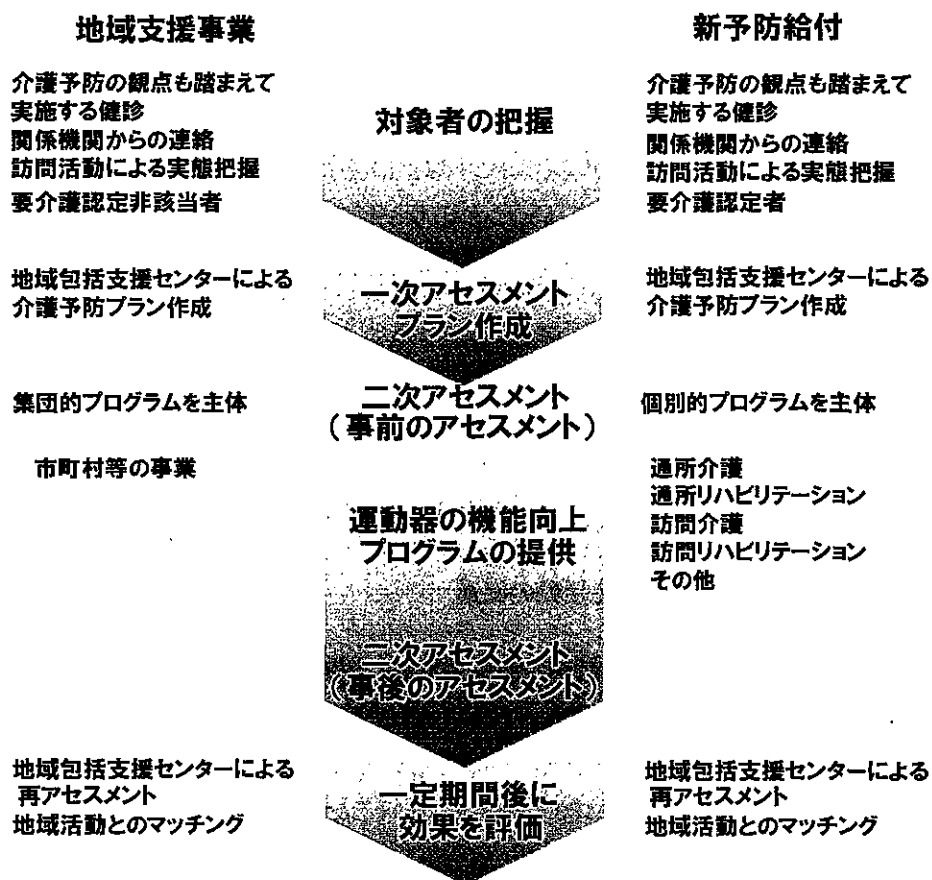 地域支援事業
新予防給付
介護予防の観点も踏まえて
実施する健診
関係機関からの連絡
訪問活動による実態把握
要介護認定非該当者
対象者の把握
介護予防の観点も踏まえて
実施する健診
関係機関からの連絡
訪問活動による実態把握
要介護認定者
地域包括支援センターによる
介護予防プラン作成
一次アセスメント
プラン作成
地域包括支援センターによる
介護予防プラン作成
集団的プログラムを主体
二次アセスメント
(事前のアセスメント)
個別的プログラムを主体
市町村等の事業
通所介護
通所リハビリテーション
訪問介護
訪問リハビリテーション
その他
運動器の機能向上
プログラムの提供
二次アセスメント
(事後のアセスメント)
地域包括支援センターによる
再アセスメント
地域活動とのマッチング
一定期間後に
効果を評価
地域包括支援センターによる
再アセスメント
地域活動とのマッチング